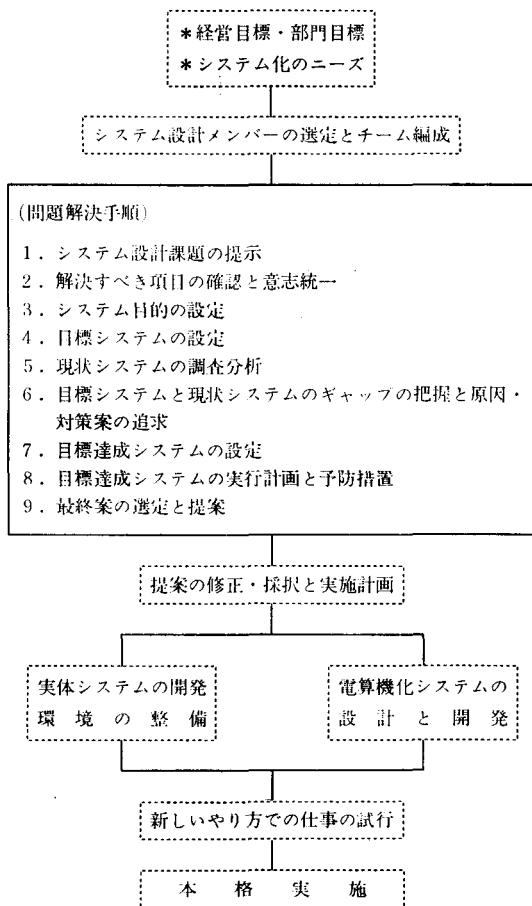 ＊経営目標・部門目標
＊システム化のニーズ
システム設計メンバーの選定とチーム編成
(問題解決手順)
1．システム設計課題の提示
2．解決すべき項目の確認と意志統一
3．システム目的の設定
4．目標システムの設定
5．現状システムの調査分析
6．目標システムと現状システムのギャップの把握と原因・
対策案の追求
7．目標達成システムの設定
8．目標達成システムの実行計画と予防措置
9．最終案の選定と提案
提案の修正・採択と実施計画
実体システムの開発
環境の整備
電算機化システムの
設計と開発
新しいやり方での仕事の試行
本格実施